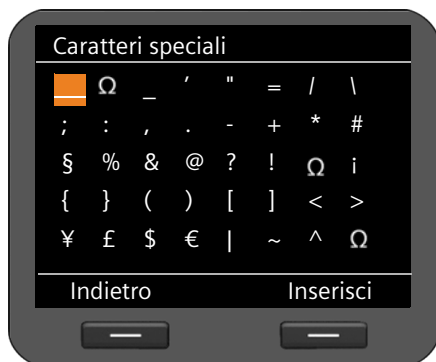 Caratteri speciali
Ω _ ’ " = / \
; : , . - + * #
§ % & @ ? ! Ω ¡
{ } ( ) [ ] < >
¥ £ $ € | ~ ^ Ω
Indietro Inserisci